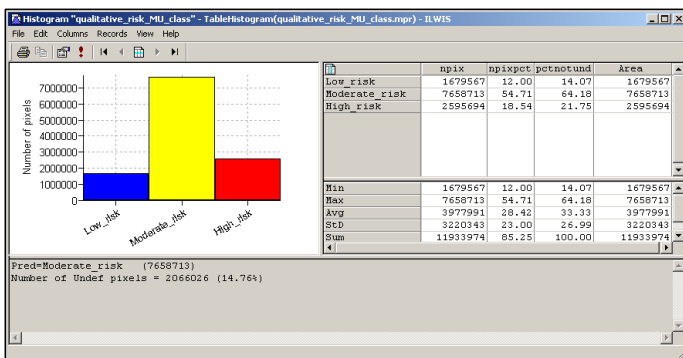 Histogram "qualitative_risk_MU_class" - TableHistogram(qualitative_risk_MU_class.mpr) - ILWIS
File Edit Columns Records View Help
Number of pixels
7000000
6000000
5000000
4000000
3000000
2000000
1000000
0
Low_risk Moderate_risk High_risk
npix npixpct pctnotund Area
Low_risk 1679567 12.00 14.07 1679567
Moderate_risk 7658713 54.71 64.18 7658713
High_risk 2595694 18.54 21.75 2595694
Min 1679567 12.00 14.07 1679567
Max 7658713 54.71 64.18 7658713
Avg 3977991 28.42 33.33 3977991
StD 3220343 23.00 26.99 3220343
Sum 11933974 85.25 100.00 11933974
Pred=Moderate_risk (7658713)
Number of Undef pixels = 2066026 (14.76%)